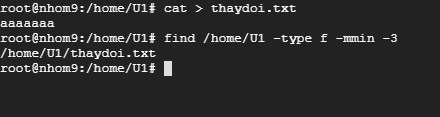 root@nhom9:/home/U1# cat > thaydoi.txt
aaaaaaa
root@nhom9:/home/U1# find /home/U1 -type f -mmin -3
/home/U1/thaydoi.txt
root@nhom9:/home/U1#